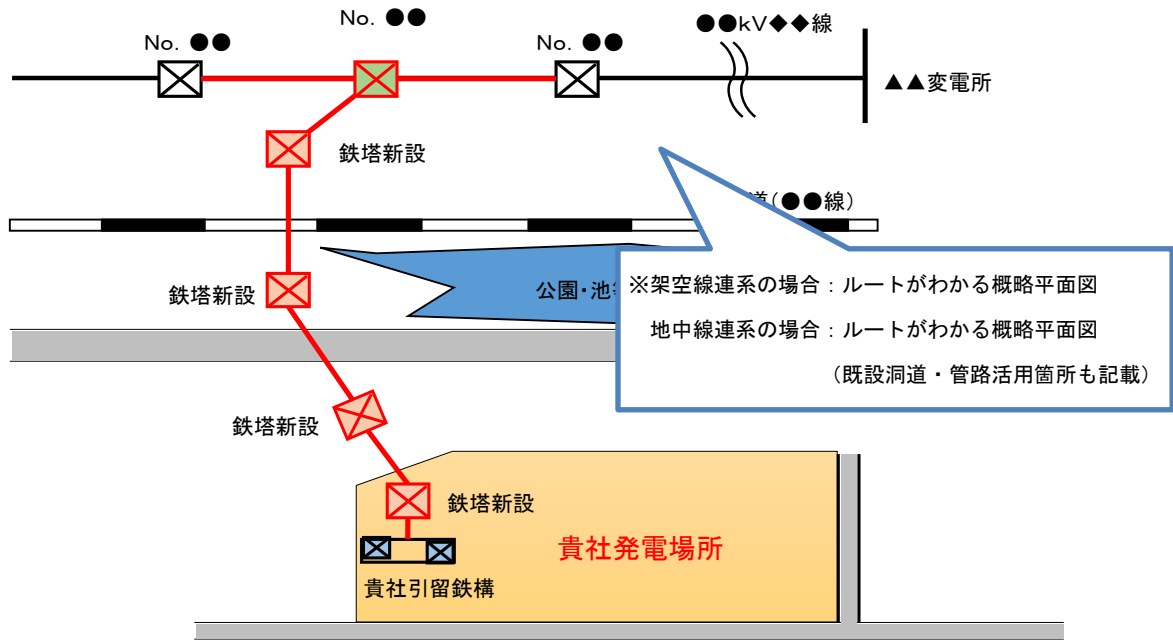 No. ●●
No. ●●
No. ●●
●●kV◆◆線
▲▲変電所
鉄塔新設
道(●●線)
鉄塔新設
公園・池
※架空線連系の場合：ルートがわかる概略平面図
地中線連系の場合：ルートがわかる概略平面図
（既設洞道・管路活用箇所も記載）
鉄塔新設
鉄塔新設
貴社発電場所
貴社引留鉄構